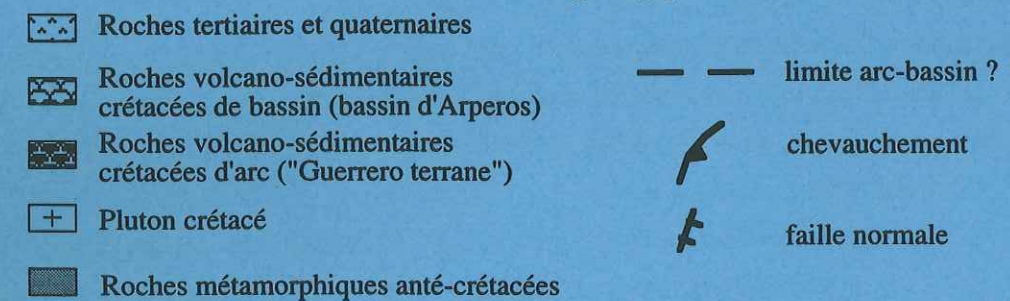 Roches tertiaires et quaternaires
Roches volcano-sédimentaires
crétacées de bassin (bassin d'Arperos)
Roches volcano-sédimentaires
crétacées d'arc ("Guerrero terrane")
Pluton crétacé
Roches métamorphiques anté-crétacées
limite arc-bassin ?
chevauchement
faille normale